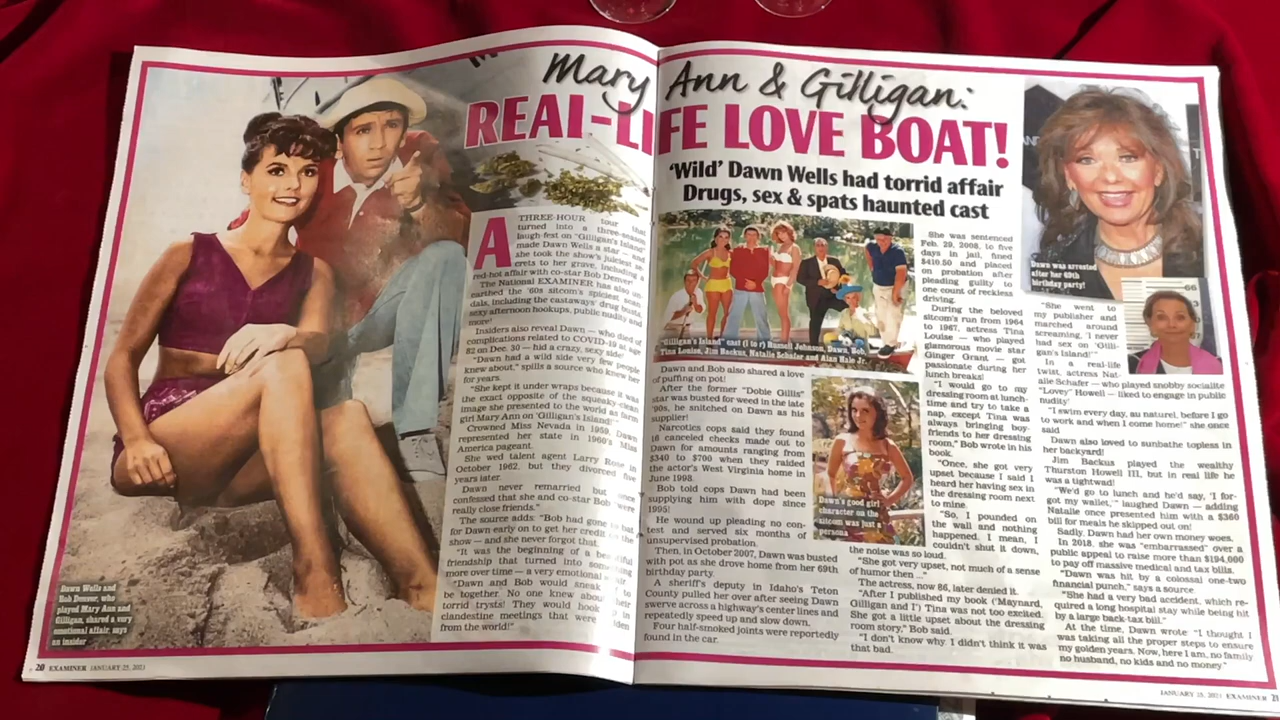 Mary Ann & Gilligan:
REAL-LIFE LOVE BOAT!
'Wild' Dawn Wells had torrid affair
Drugs, sex & spats haunted cast
A THREE-HOUR tour that
turned into a three-season
laugh-fest on "Gilligan's Island"
made Dawn Wells a star — and
she took the show's juiciest se-
crets to her grave, including a
red-hot affair with co-star Bob Denver!
The National EXAMINER has also un-
earthed the '60s sitcom's spiciest scan-
dals, including the castaways' drug busts,
sexy afternoon hookups, public nudity and
more!
Insiders also reveal Dawn — who died of
complications related to COVID-19 at age
82 on Dec. 30 — hid a crazy, sexy side!
"Dawn had a wild side very few people
knew about," spills a source who knew her
for years.
"She kept it under wraps because it was
the exact opposite of the squeaky-clean
image she presented to the world as farm
girl Mary Ann on 'Gilligan's Island!'"
Crowned Miss Nevada in 1959, Dawn
represented her state in 1960's Miss
America pageant.
She wed talent agent Larry Rosen in
October 1962, but they divorced five
years later.
Dawn never remarried but once
confessed that she and co-star Bob "were
really close friends."
The source adds: "Bob had gone to bat
for Dawn early on to get her credit on the
show — and she never forgot that.
"It was the beginning of a beautiful
friendship that turned into something
more over time — a very emotional affair.
"Dawn and Bob would sneak to
be together. No one knew about their
torrid trysts! They would hook
clandestine meetings that were hidden
from the world!"
Dawn Wells and
Bob Denver, who
played Mary Ann and
Gilligan, shared a very
emotional affair, says
an insider
20 EXAMINER JANUARY 25, 2021
"Gilligan's Island" cast (l to r) Russell Johnson, Dawn, Bob,
Tina Louise, Jim Backus, Natalie Schafer and Alan Hale Jr.
Dawn and Bob also shared a love
of puffing on pot!
After the former "Dobie Gillis"
star was busted for weed in the late
'90s, he snitched on Dawn as his
supplier!
Narcotics cops said they found
16 canceled checks made out to
Dawn for amounts ranging from
$340 to $700 when they raided
the actor's West Virginia home in
June 1998.
Bob told cops Dawn had been
supplying him with dope since
1995!
He wound up pleading no con-
test and served six months of
unsupervised probation.
Then, in October 2007, Dawn was busted
with pot as she drove home from her 69th
birthday party.
A sheriff's deputy in Idaho's Teton
County pulled her over after seeing Dawn
swerve across a highway's center lines and
repeatedly speed up and slow down.
Four half-smoked joints were reportedly
found in the car.
Dawn's good girl
character on the
sitcom was just a
persona
She was sentenced
Feb. 29, 2008, to five
days in jail, fined
$410.50 and placed
on probation after
pleading guilty to
one count of reckless
driving.
During the beloved
sitcom's run from 1964
to 1967, actress Tina
Louise — who played
glamorous movie star
Ginger Grant — got
passionate during her
lunch breaks!
"I would go to my
dressing room at lunch-
time and try to take a
nap, except Tina was
always bringing boy-
friends to her dressing
room," Bob wrote in his
book.
"Once, she got very
upset because I said I
heard her having sex in
the dressing room next
to mine.
"So, I pounded on
the wall and nothing
happened. I mean, I
couldn't shut it down,
the noise was so loud.
"She got very upset, not much of a sense
of humor then ..."
The actress, now 86, later denied it.
"After I published my book ('Maynard,
Gilligan and I') Tina was not too excited.
She got a little upset about the dressing
room story," Bob said.
"I don't know why. I didn't think it was
that bad.
Dawn was arrested
after her 69th
birthday party!
"She went to
my publisher and
marched around
screaming, 'I never
had sex on 'Gilli-
gan's Island!'"
In a real-life
twist, actress Nat-
alie Schafer — who played snobby socialite
"Lovey" Howell — liked to engage in public
nudity!
"I swim every day, au naturel, before I go
to work and when I come home!" she once
said
Dawn also loved to sunbathe topless in
her backyard!
Jim Backus played the wealthy
Thurston Howell III, but in real life he
was a tightwad!
"We'd go to lunch and he'd say, 'I for-
got my wallet,'" laughed Dawn — adding
Natalie once presented him with a $360
bill for meals he skipped out on!
Sadly, Dawn had her own money woes.
In 2018, she was "embarrassed" over a
public appeal to raise more than $194,000
to pay off massive medical and tax bills.
"Dawn was hit by a colossal one-two
financial punch," says a source.
"She had a very bad accident, which re-
quired a long hospital stay while being hit
by a large back-tax bill."
At the time, Dawn wrote "I thought I
was taking all the proper steps to ensure
my golden years. Now, here I am, no family
no husband, no kids and no money"
JANUARY 25, 2021 EXAMINER 21